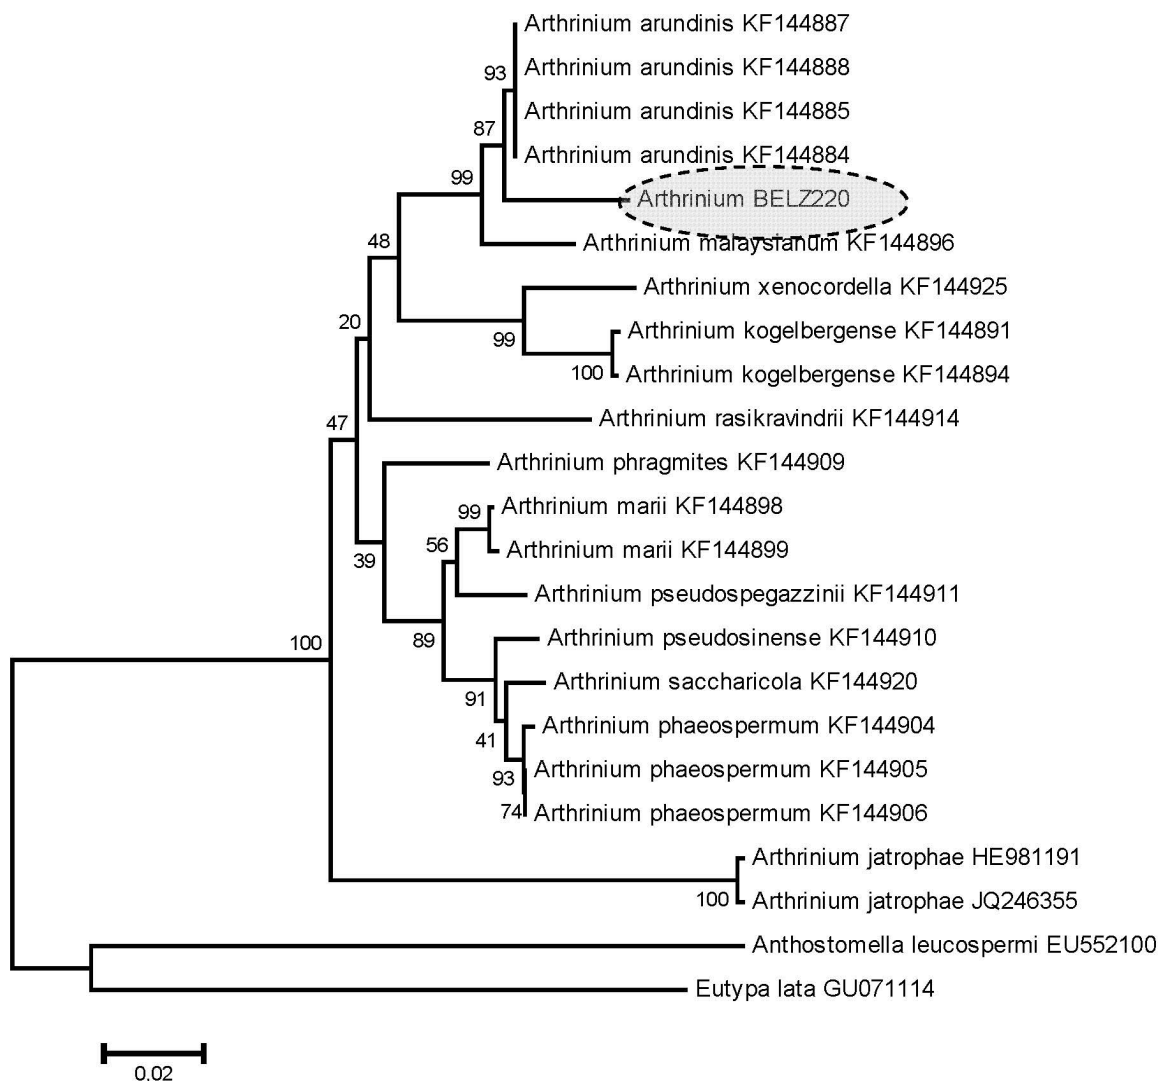 Arthrinium arundinis KF144887
93
Arthrinium arundinis KF144888
Arthrinium arundinis KF144885
87
Arthrinium arundinis KF144884
99
Arthrinium BELZ220
48
Arthrinium malaysianum KF144896
Arthrinium xenocordella KF144925
20
Arthrinium kogelbergense KF144891
99
100
Arthrinium kogelbergense KF144894
Arthrinium rasikravindrii KF144914
47
Arthrinium phragmites KF144909
99
Arthrinium marii KF144898
56
Arthrinium marii KF144899
39
Arthrinium pseudospegazzinii KF144911
100
89
Arthrinium pseudosinense KF144910
91
Arthrinium saccharicola KF144920
41
Arthrinium phaeospermum KF144904
93
Arthrinium phaeospermum KF144905
74
Arthrinium phaeospermum KF144906
Arthrinium jatrophae HE981191
100
Arthrinium jatrophae JQ246355
Anthostomella leucospermi EU552100
Eutypa lata GU071114
0.02